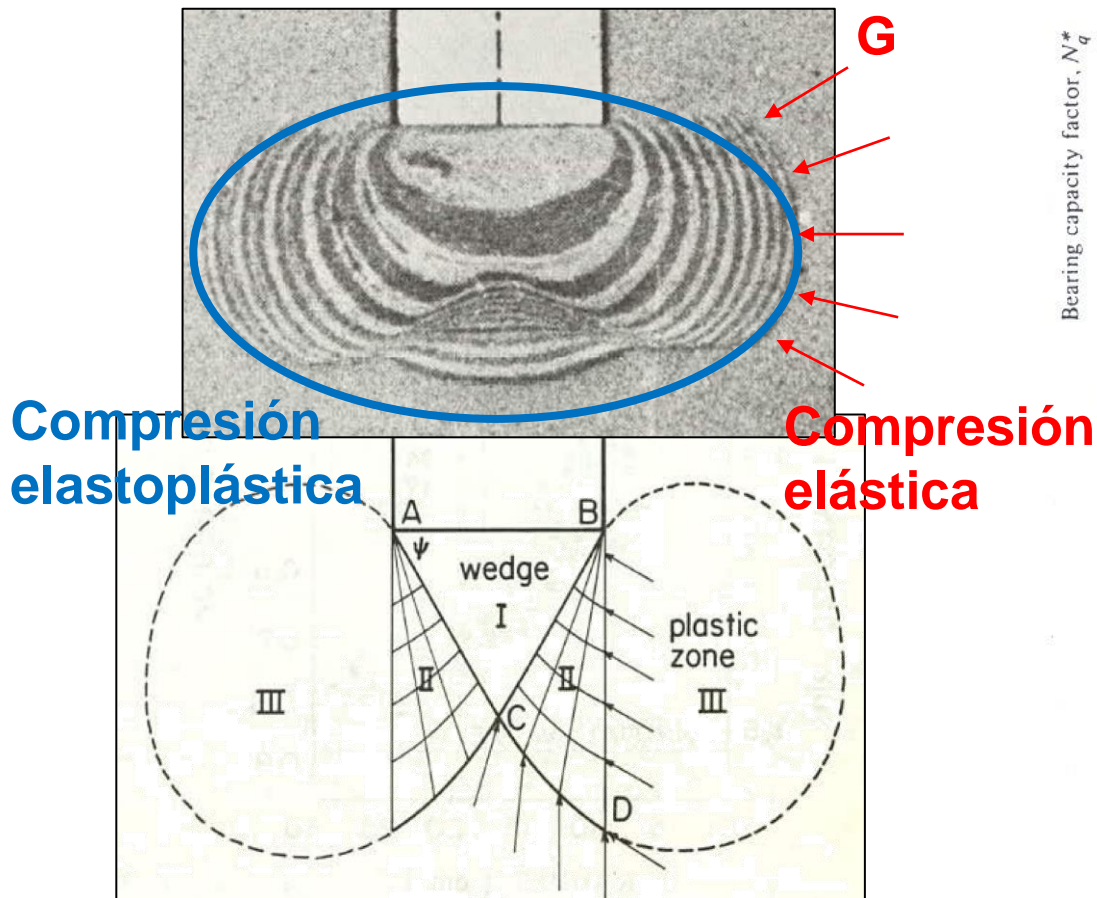 G
Bearing capacity factor, N*q
Compresión
elastoplástica
Compresión
elástica
A
B
ψ
wedge
I
plastic
zone
II
II
III
III
C
D